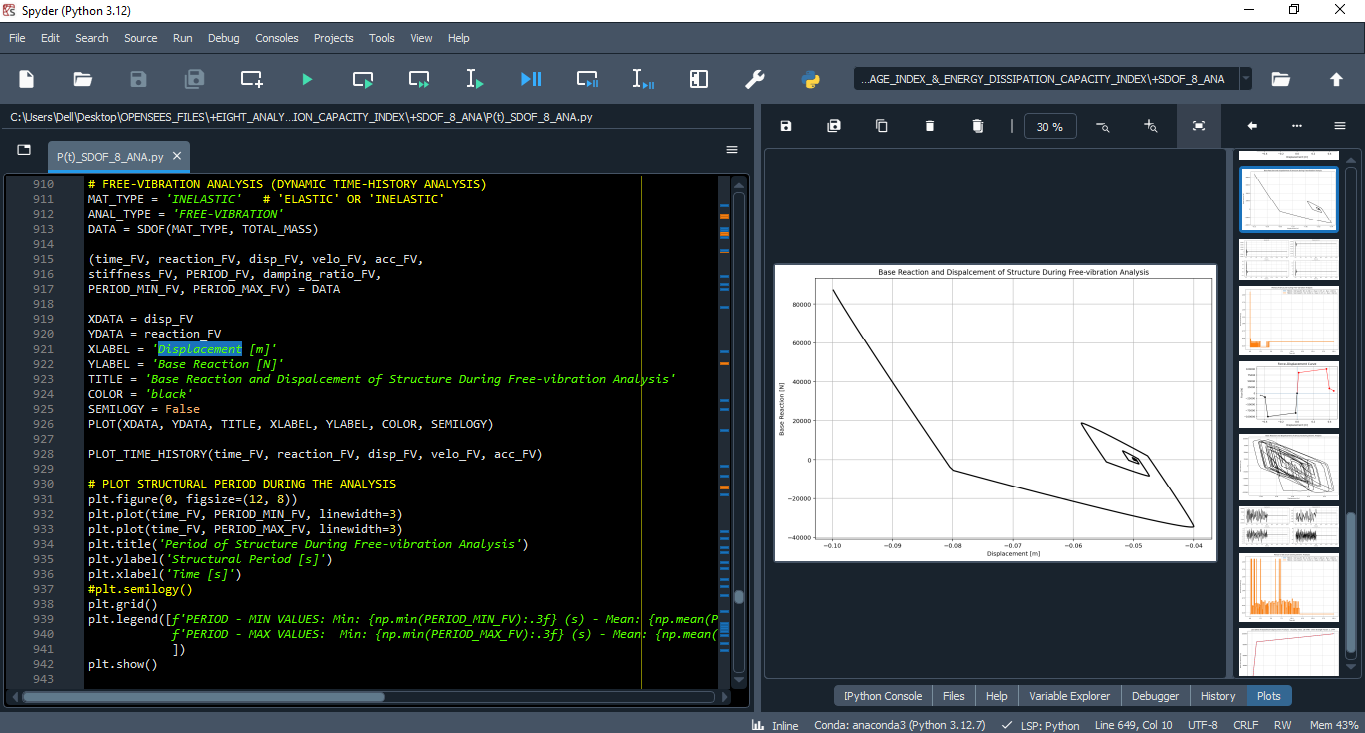 Spyder (Python 3.12)
File Edit Search Source Run Debug Consoles Projects Tools View Help
...AGE_INDEX_&_ENERGY_DISSIPATION_CAPACITY_INDEX\+SDOF_8_ANA
C:\Users\Dell\Desktop\OPENSEES_FILES\+EIGHT_ANALY...ION_CAPACITY_INDEX\+SDOF_8_ANA\P(t)_SDOF_8_ANA.py
P(t)_SDOF_8_ANA.py
910 # FREE-VIBRATION ANALYSIS (DYNAMIC TIME-HISTORY ANALYSIS)
911 MAT_TYPE = 'INELASTIC' # 'ELASTIC' OR 'INELASTIC'
912 ANAL_TYPE = 'FREE-VIBRATION'
913 DATA = SDOF(MAT_TYPE, TOTAL_MASS)
914
915 (time_FV, reaction_FV, disp_FV, velo_FV, acc_FV,
916 stiffness_FV, PERIOD_FV, damping_ratio_FV,
917 PERIOD_MIN_FV, PERIOD_MAX_FV) = DATA
918
919 XDATA = disp_FV
920 YDATA = reaction_FV
921 XLABEL = 'Displacement [m]'
922 YLABEL = 'Base Reaction [N]'
923 TITLE = 'Base Reaction and Dispalcement of Structure During Free-vibration Analysis'
924 COLOR = 'black'
925 SEMILOGY = False
926 PLOT(XDATA, YDATA, TITLE, XLABEL, YLABEL, COLOR, SEMILOGY)
927
928 PLOT_TIME_HISTORY(time_FV, reaction_FV, disp_FV, velo_FV, acc_FV)
929
930 # PLOT STRUCTURAL PERIOD DURING THE ANALYSIS
931 plt.figure(0, figsize=(12, 8))
932 plt.plot(time_FV, PERIOD_MIN_FV, linewidth=3)
933 plt.plot(time_FV, PERIOD_MAX_FV, linewidth=3)
934 plt.title('Period of Structure During Free-vibration Analysis')
935 plt.ylabel('Structural Period [s]')
936 plt.xlabel('Time [s]')
937 #plt.semilogy()
938 plt.grid()
939 plt.legend([f'PERIOD - MIN VALUES: Min: {np.min(PERIOD_MIN_FV):.3f} (s) - Mean: {np.mean(P
940 f'PERIOD - MAX VALUES:  Min: {np.min(PERIOD_MAX_FV):.3f} (s) - Mean: {np.mean(
941 ])
942 plt.show()
943
30 %
Base Reaction and Dispalcement of Structure During Free-vibration Analysis
Base Reaction [N]
80000
60000
40000
20000
0
−20000
−40000
−0.10 −0.09 −0.08 −0.07 −0.06 −0.05 −0.04
Displacement [m]
IPython Console Files Help Variable Explorer Debugger History Plots
Inline Conda: anaconda3 (Python 3.12.7) LSP: Python Line 649, Col 10 UTF-8 CRLF RW Mem 43%